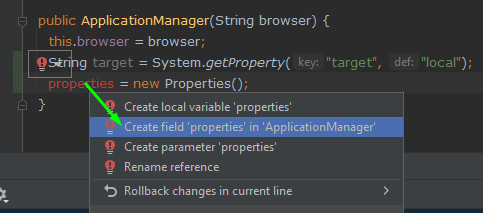 public ApplicationManager(String browser) {
this.browser = browser;
String target = System.getProperty( key: "target", def: "local");
properties = new Properties();
}
Create local variable 'properties'
Create field 'properties' in 'ApplicationManager'
Create parameter 'properties'
Rename reference
Rollback changes in current line